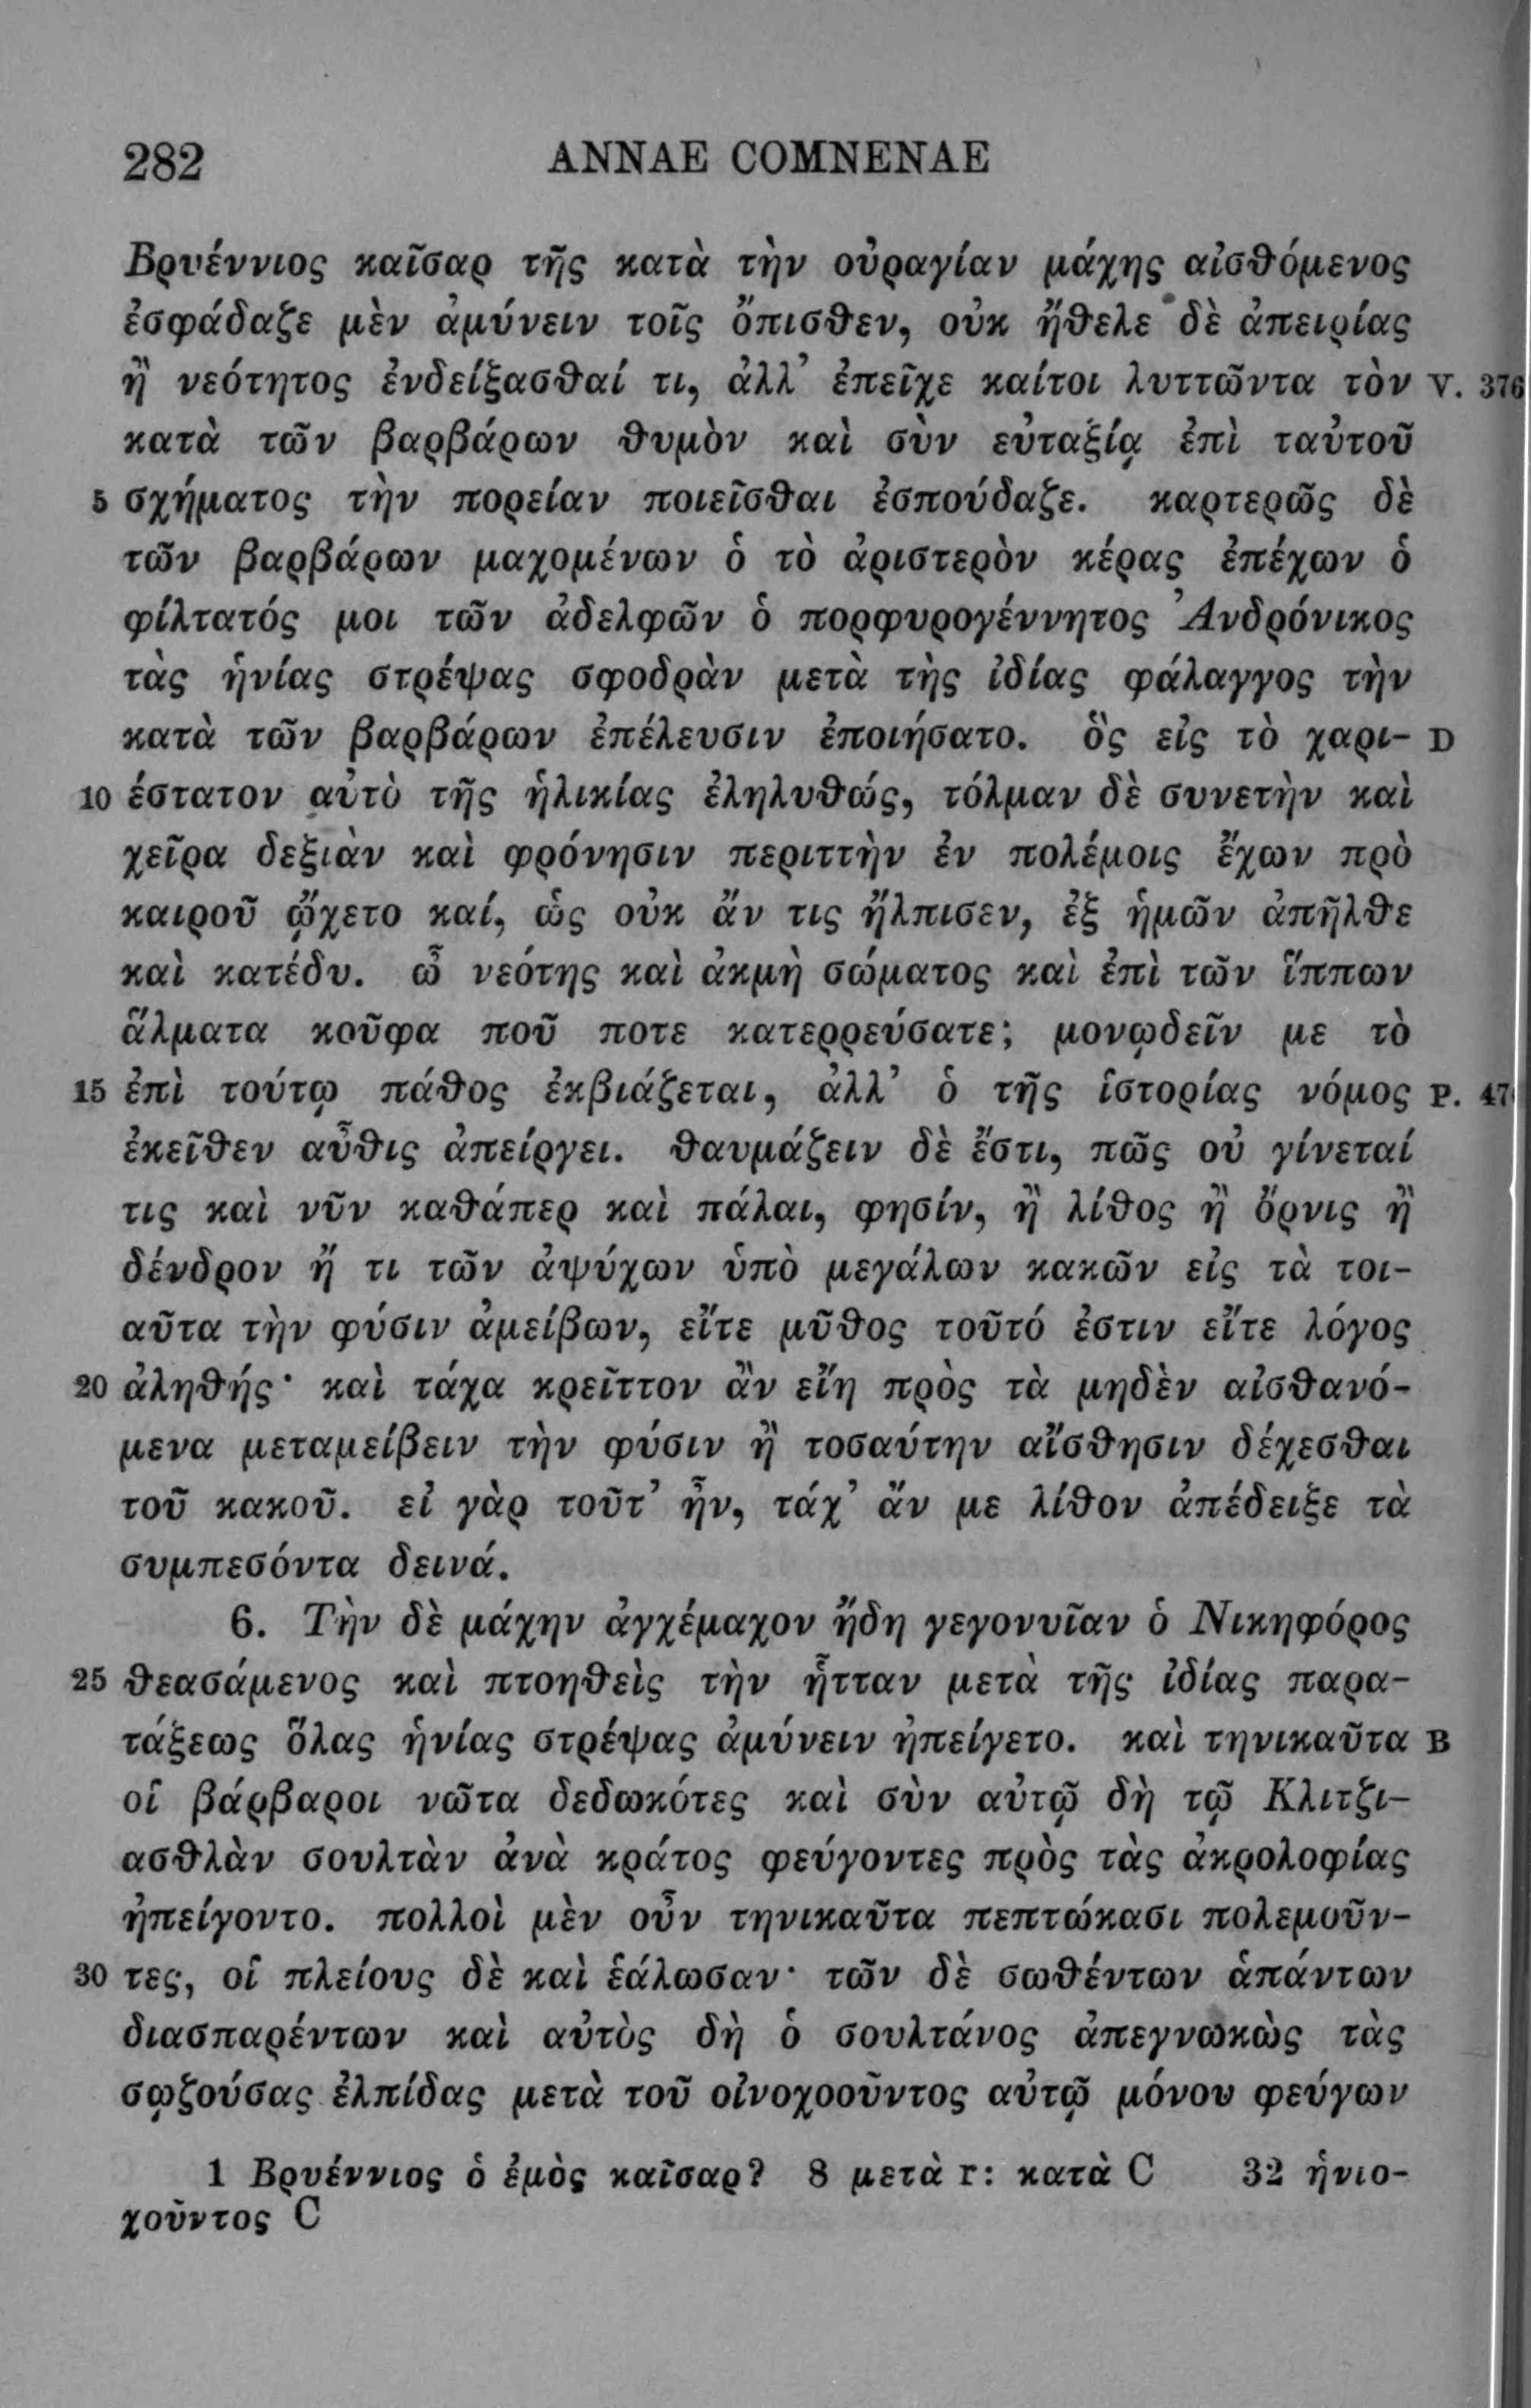 282 ANNAE COMNENAE
Βρυέννιος καῖσαρ τῆς κατὰ τὴν οὐραγίαν μάχης αἰσθόμενος
ἐσφάδαζε μὲν ἀμύνειν τοῖς ὄπισθεν, οὐκ ἤθελε δὲ ἀπειρίας
ἢ νεότητος ἐνδείξασθαί τι, ἀλλ’ ἐπεῖχε καίτοι λυττῶντα τὸν V. 376
κατὰ τῶν βαρβάρων θυμὸν καὶ σὺν εὐταξίᾳ ἐπὶ ταὐτοῦ
5 σχήματος τὴν πορείαν ποιεῖσθαι ἐσπούδαζε. καρτερῶς δὲ
τῶν βαρβάρων μαχομένων ὁ τὸ ἀριστερὸν κέρας ἐπέχων ὁ
φίλτατός μοι τῶν ἀδελφῶν ὁ πορφυρογέννητος Ἀνδρόνικος
τὰς ἡνίας στρέψας σφοδρὰν μετὰ τῆς ἰδίας φάλαγγος τὴν
κατὰ τῶν βαρβάρων ἐπέλευσιν ἐποιήσατο. ὃς εἰς τὸ χαρι- D
10 έστατον αὐτὸ τῆς ἡλικίας ἐληλυθώς, τόλμαν δὲ συνετὴν καὶ
χεῖρα δεξιὰν καὶ φρόνησιν περιττὴν ἐν πολέμοις ἔχων πρὸ
καιροῦ ᾤχετο καί, ὡς οὐκ ἄν τις ἤλπισεν, ἐξ ἡμῶν ἀπῆλθε
καὶ κατέδυ. ὦ νεότης καὶ ἀκμὴ σώματος καὶ ἐπὶ τῶν ἵππων
ἅλματα κοῦφα ποῦ ποτε κατερρεύσατε; μονῳδεῖν με τὸ
15 ἐπὶ τούτῳ πάθος ἐκβιάζεται, ἀλλ’ ὁ τῆς ἱστορίας νόμος P. 47
ἐκεῖθεν αὖθις ἀπείργει. θαυμάζειν δὲ ἔστι, πῶς οὐ γίνεταί
τις καὶ νῦν καθάπερ καὶ πάλαι, φησίν, ἢ λίθος ἢ ὄρνις ἢ
δένδρον ἤ τι τῶν ἀψύχων ὑπὸ μεγάλων κακῶν εἰς τὰ τοι-
αῦτα τὴν φύσιν ἀμείβων, εἴτε μῦθος τοῦτό ἐστιν εἴτε λόγος
20 ἀληθής· καὶ τάχα κρεῖττον ἂν εἴη πρὸς τὰ μηδὲν αἰσθανό-
μενα μεταμείβειν τὴν φύσιν ἢ τοσαύτην αἴσθησιν δέχεσθαι
τοῦ κακοῦ. εἰ γὰρ τοῦτ’ ἦν, τάχ’ ἄν με λίθον ἀπέδειξε τὰ
συμπεσόντα δεινά.
6. Τὴν δὲ μάχην ἀγχέμαχον ἤδη γεγονυῖαν ὁ Νικηφόρος
25 θεασάμενος καὶ πτοηθεὶς τὴν ἧτταν μετὰ τῆς ἰδίας παρα-
τάξεως ὅλας ἡνίας στρέψας ἀμύνειν ἠπείγετο. καὶ τηνικαῦτα B
οἱ βάρβαροι νῶτα δεδωκότες καὶ σὺν αὐτῷ δὴ τῷ Κλιτζι-
ασθλὰν σουλτὰν ἀνὰ κράτος φεύγοντες πρὸς τὰς ἀκρολοφίας
ἠπείγοντο. πολλοὶ μὲν οὖν τηνικαῦτα πεπτώκασι πολεμοῦν-
30 τες, οἱ πλείους δὲ καὶ ἑάλωσαν· τῶν δὲ σωθέντων ἁπάντων
διασπαρέντων καὶ αὐτὸς δὴ ὁ σουλτάνος ἀπεγνωκὼς τὰς
σῳζούσας ἐλπίδας μετὰ τοῦ οἰνοχοοῦντος αὐτῷ μόνου φεύγων
1 Βρυέννιος ὁ ἐμὸς καῖσαρ? 8 μετὰ r: κατὰ C 32 ἡνιο-
χοῦντος C